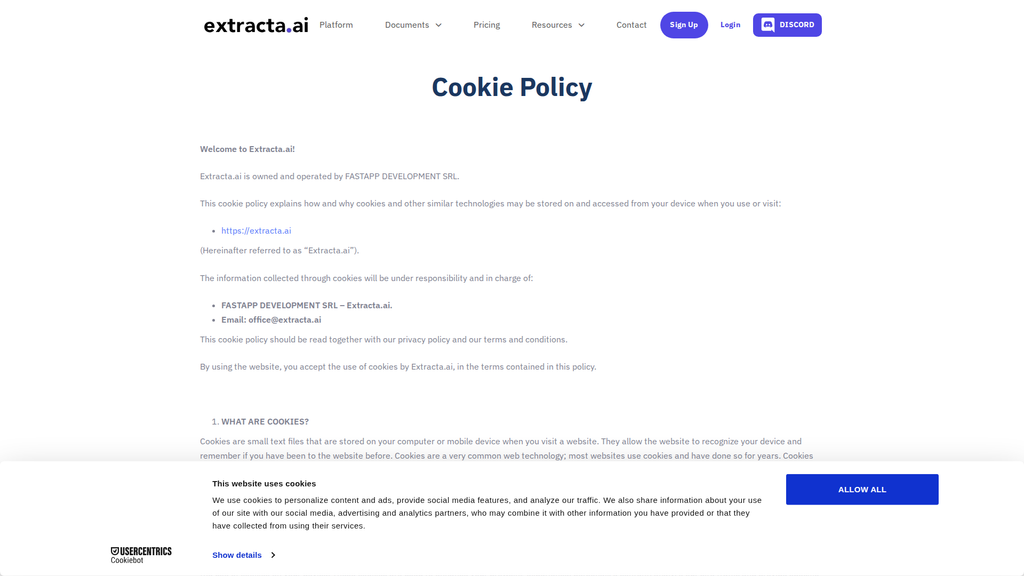 extracta.ai Platform Documents Pricing Resources Contact Sign Up Login DISCORD
Cookie Policy
Welcome to Extracta.ai!
Extracta.ai is owned and operated by FASTAPP DEVELOPMENT SRL.
This cookie policy explains how and why cookies and other similar technologies may be stored on and accessed from your device when you use or visit:
• https://extracta.ai
(Hereinafter referred to as “Extracta.ai”).
The information collected through cookies will be under responsibility and in charge of:
• FASTAPP DEVELOPMENT SRL – Extracta.ai.
• Email: office@extracta.ai
This cookie policy should be read together with our privacy policy and our terms and conditions.
By using the website, you accept the use of cookies by Extracta.ai, in the terms contained in this policy.
1. WHAT ARE COOKIES?
Cookies are small text files that are stored on your computer or mobile device when you visit a website. They allow the website to recognize your device and
remember if you have been to the website before. Cookies are a very common web technology; most websites use cookies and have done so for years. Cookies
This website uses cookies
We use cookies to personalize content and ads, provide social media features, and analyze our traffic. We also share information about your use
of our site with our social media, advertising and analytics partners, who may combine it with other information you have provided or that they
have collected from using their services.
Show details
ALLOW ALL
USERCENTRICS
Cookiebot